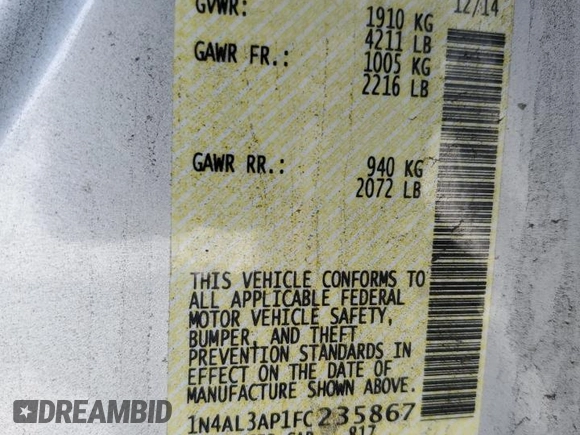 GVWR: 1910 KG 12/14
4211 LB
GAWR FR.: 1005 KG
2216 LB
GAWR RR.: 940 KG
2072 LB
THIS VEHICLE CONFORMS TO
ALL APPLICABLE FEDERAL
MOTOR VEHICLE SAFETY,
BUMPER, AND THEFT
PREVENTION STANDARDS IN
EFFECT ON THE DATE OF
MANUFACTURE SHOWN ABOVE.
1N4AL3AP1FC235867
DREAMBID